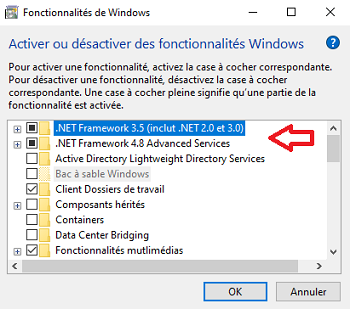 Fonctionnalités de Windows
Activer ou désactiver des fonctionnalités Windows
Pour activer une fonctionnalité, activez la case à cocher correspondante.
Pour désactiver une fonctionnalité, désactivez la case à cocher
correspondante. Une case à cocher pleine signifie qu'une partie de la
fonctionnalité est activée.
.NET Framework 3.5 (inclut .NET 2.0 et 3.0)
.NET Framework 4.8 Advanced Services
Active Directory Lightweight Directory Services
Bac à sable Windows
Client Dossiers de travail
Composants hérités
Containers
Data Center Bridging
Fonctionnalités mutlimédias
OK
Annuler